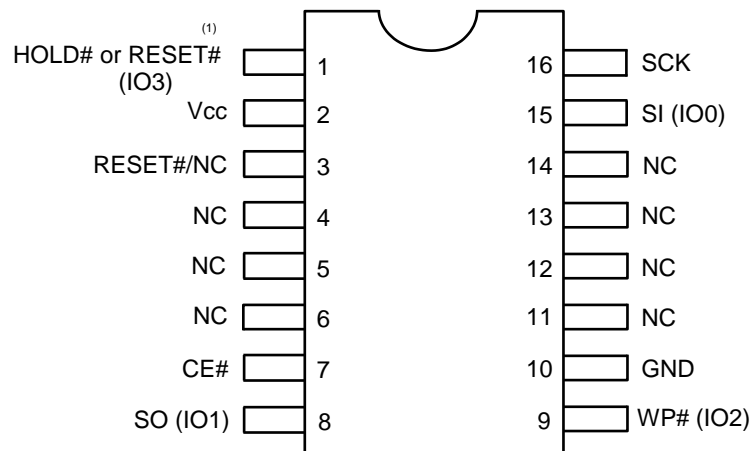 (1)
HOLD# or RESET#
(IO3)
1
16
SCK
Vcc
2
15
SI (IO0)
RESET#/NC
3
14
NC
NC
4
13
NC
NC
5
12
NC
NC
6
11
NC
CE#
7
10
GND
SO (IO1)
8
9
WP# (IO2)